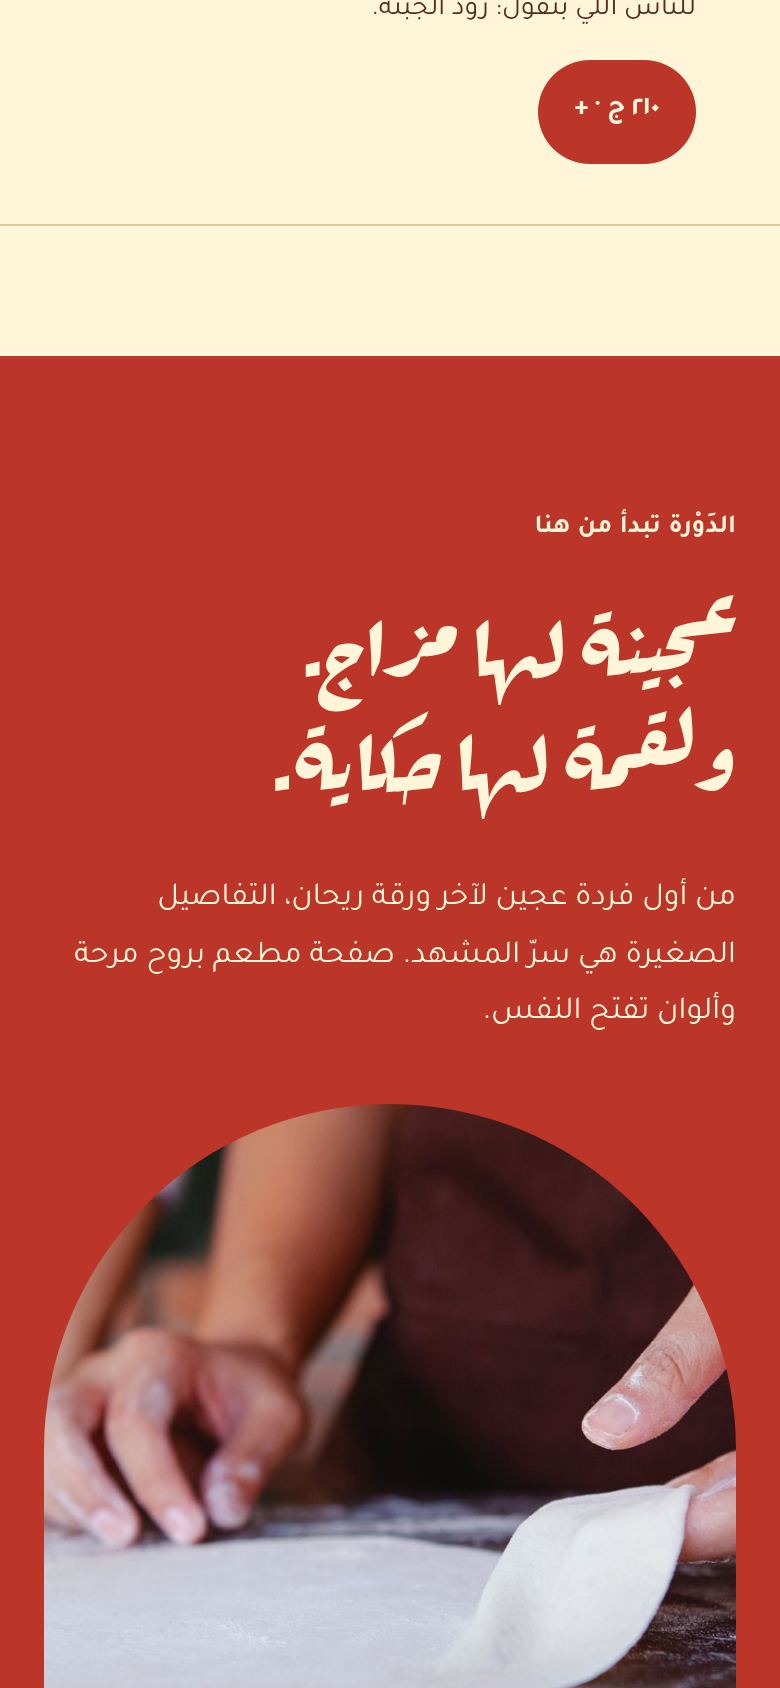 للناس اللي بتقول: زود الجبنة.
٢١٠ ج · +
الدَوْرة تبدأ من هنا
عجينة لها مزاج.
ولقمة لها حكاية.
من أول فردة عجين لآخر ورقة ريحان، التفاصيل
الصغيرة هي سرّ المشهد. صفحة مطعم بروح مرحة
وألوان تفتح النفس.